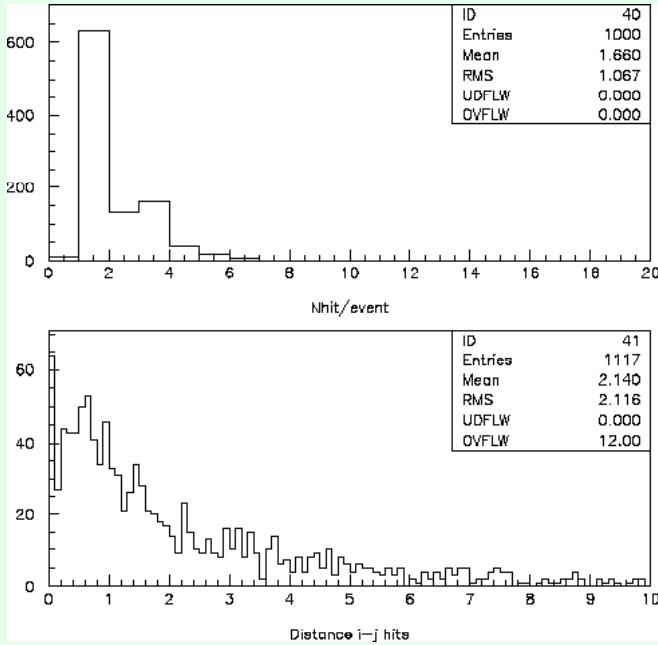 ID 40
Entries 1000
Mean 1.660
RMS 1.067
UDFLW 0.000
OVFLW 0.000
600
400
200
0
0 2 4 6 8 10 12 14 16 18 20
Nhit/event
ID 41
Entries 1117
Mean 2.140
RMS 2.116
UDFLW 0.000
OVFLW 12.00
60
40
20
0
0 1 2 3 4 5 6 7 8 9 10
Distance i-j hits